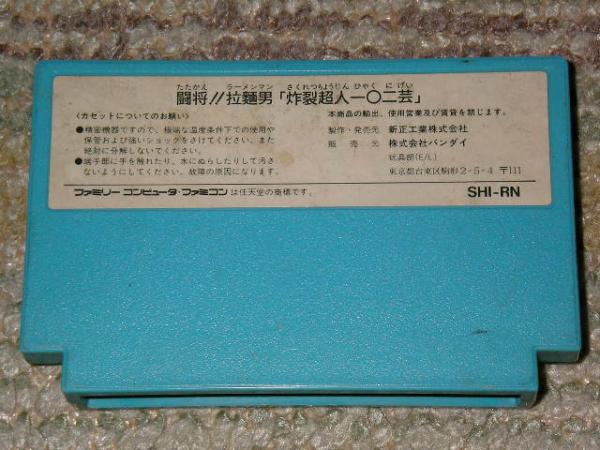 たたかえ ラーメンマン さくれつちょうじん ひゃく に げい
闘将!!拉麵男「炸裂超人一〇二芸」
〈カセットについてのお願い〉
●精密機器ですので、極端な温度条件下での使用や
保管および強いショックをさけてください。また
絶対に分解しないでください。
●端子部に手を触れたり、水にぬらしたりして汚さ
ないようにしてください。故障の原因になります。
本商品の輸出、使用営業及び賃貸を禁じます。
製作・発売元 新正工業株式会社
販売元 株式会社バンダイ
玩具部(E/L)
東京都台東区駒形2-5-4 〒111
ファミリーコンピュータ・ファミコンは任天堂の商標です。
SHI-RN